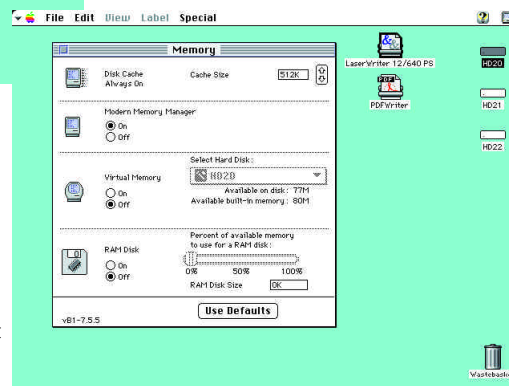 File Edit View Label Special
Memory
Disk Cache
Always On
Cache Size
512K
Modern Memory Manager
On
Off
Select Hard Disk:
HD20
Virtual Memory
On
Off
Available on disk: 77M
Available built-in memory: 80M
RAM Disk
On
Off
Percent of available memory
to use for a RAM disk:
0% 50% 100%
RAM Disk Size
0K
Use Defaults
v81-7.5.5
LaserWriter 12/640 PS
PDF
PDFWriter
HD20
HD21
HD22